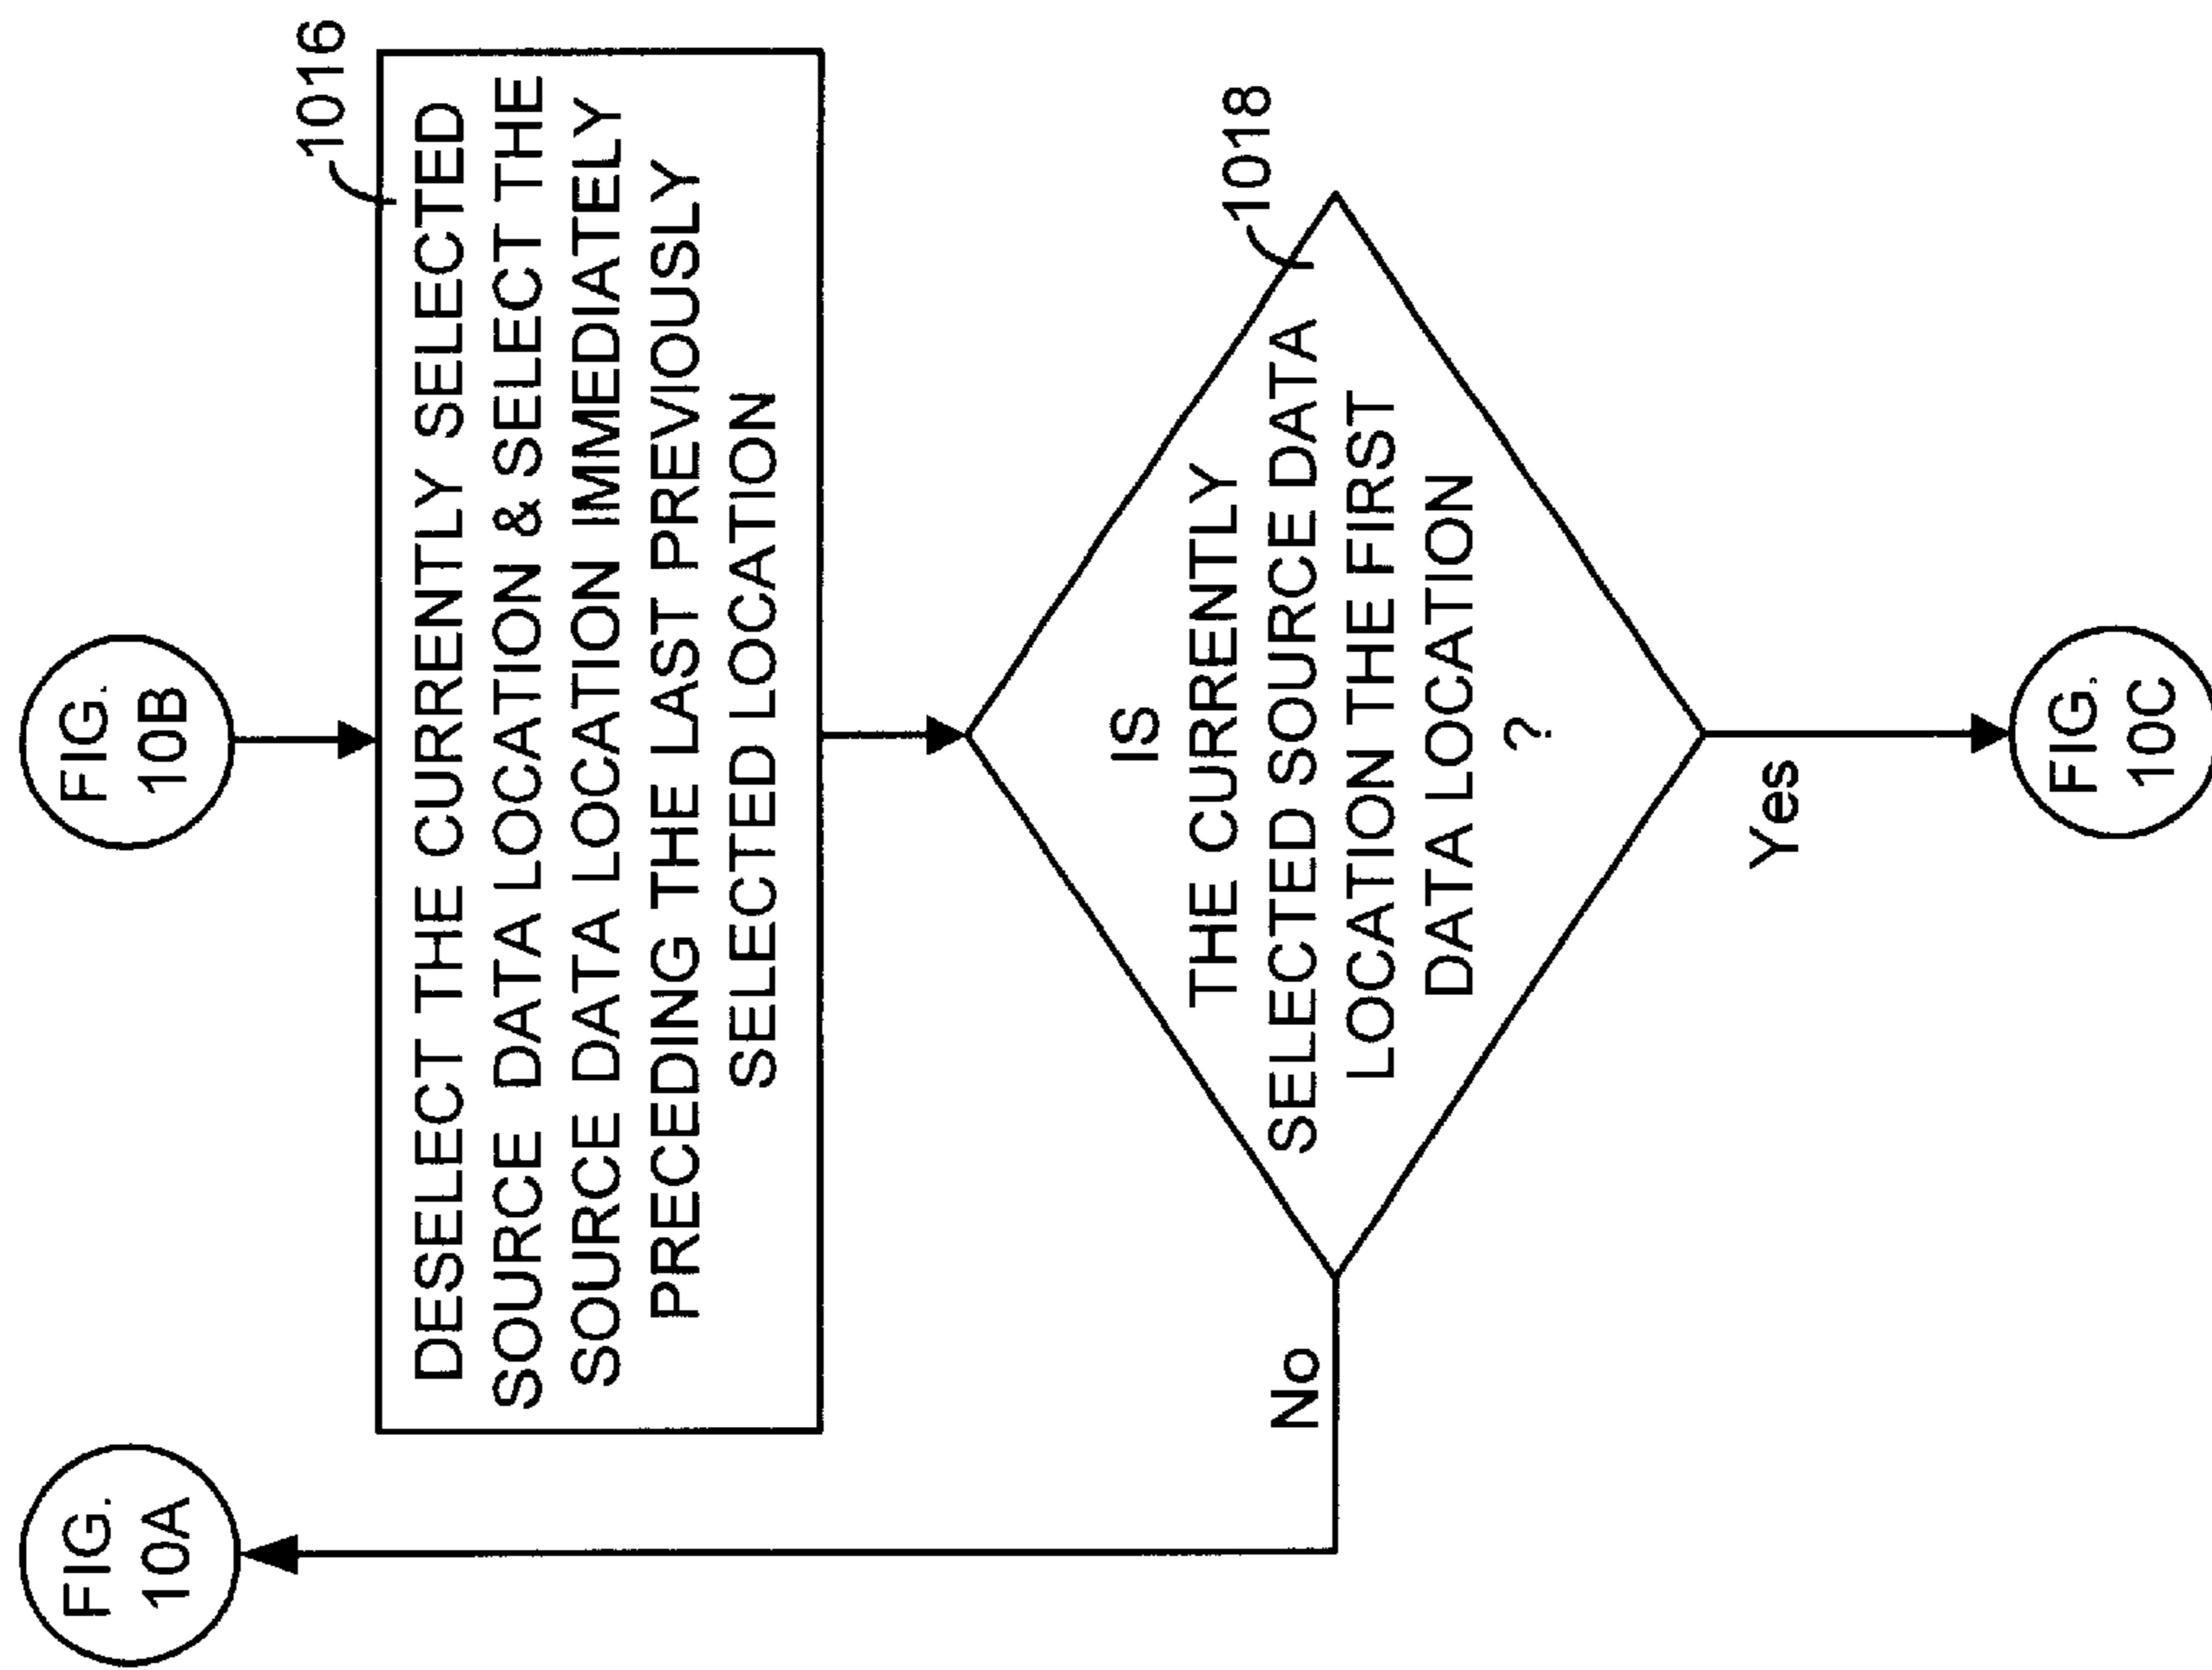 FIG.
10A
FIG.
10B
1016
DESELECT THE CURRENTLY SELECTED
SOURCE DATA LOCATION & SELECT THE
SOURCE DATA LOCATION IMMEDIATELY
PRECEDING THE LAST PREVIOUSLY
SELECTED LOCATION
1018
IS
THE CURRENTLY
SELECTED SOURCE DATA
LOCATION THE FIRST
DATA LOCATION
?
No
Yes
FIG.
10C